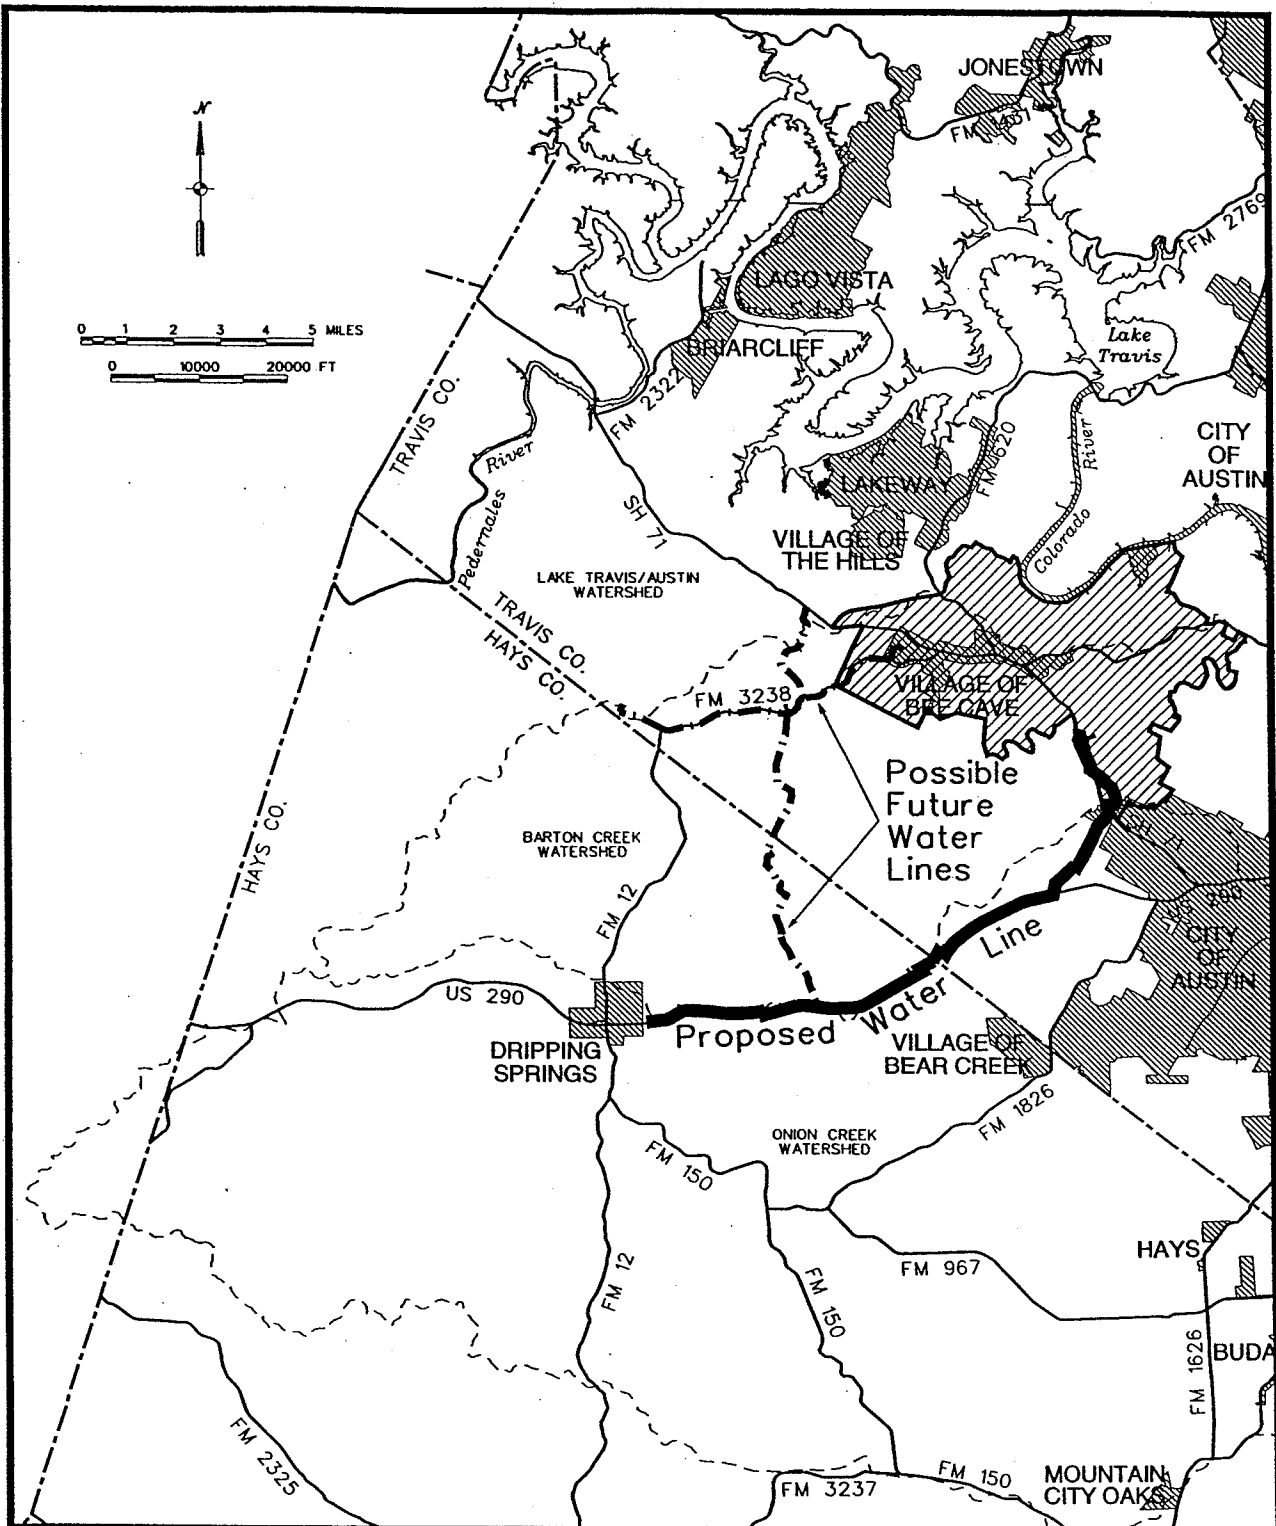 JONESTOWN
FM 1431
N
FM 2769
LAGO VISTA
0 1 2 3 4 5 MILES
0 10000 20000 FT
BRIARCLIFF
Lake
Travis
FM 2322
TRAVIS CO.
River
Pedernales
SH 71
FM 620
River
Colorado
CITY
OF
AUSTIN
LAKEWAY
VILLAGE OF
THE HILLS
LAKE TRAVIS/AUSTIN
WATERSHED
TRAVIS CO.
HAYS CO.
FM 3238
VILLAGE OF
BEE CAVE
Possible
Future
Water
Lines
HAYS CO.
BARTON CREEK
WATERSHED
FM 12
SH 71
US 290
CITY
OF
AUSTIN
US 290
Proposed Water Line
DRIPPING
SPRINGS
VILLAGE OF
BEAR CREEK
FM 1826
ONION CREEK
WATERSHED
FM 150
HAYS
FM 967
FM 12
FM 150
BUDA
FM 1626
FM 2325
FM 3237
FM 150
MOUNTAIN
CITY OAKS